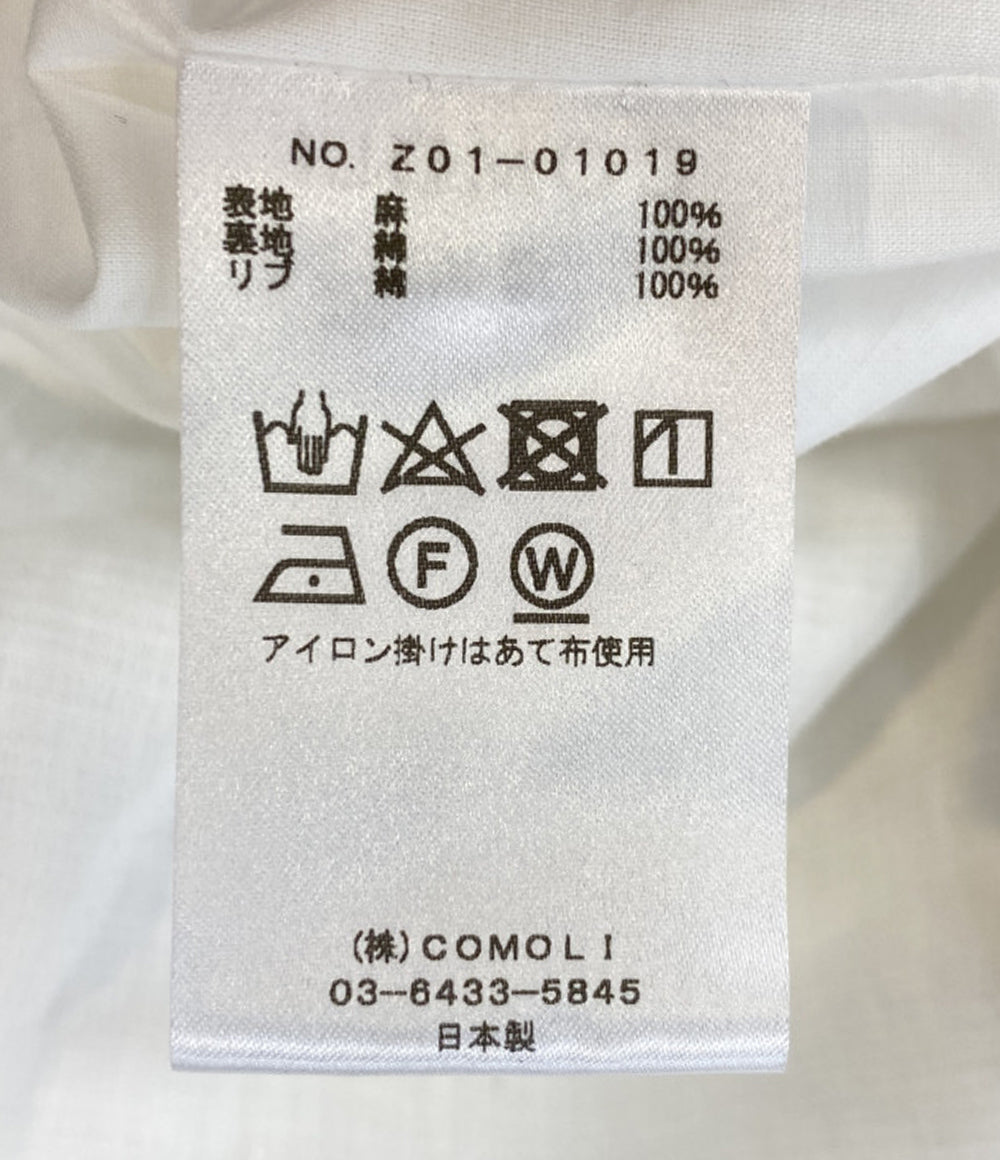 NO. Z01-01019
表地 麻 100%
裏地 綿 100%
リブ 綿 100%
F W
アイロン掛けはあて布使用
(株)COMOLI
03-6433-5845
日本製